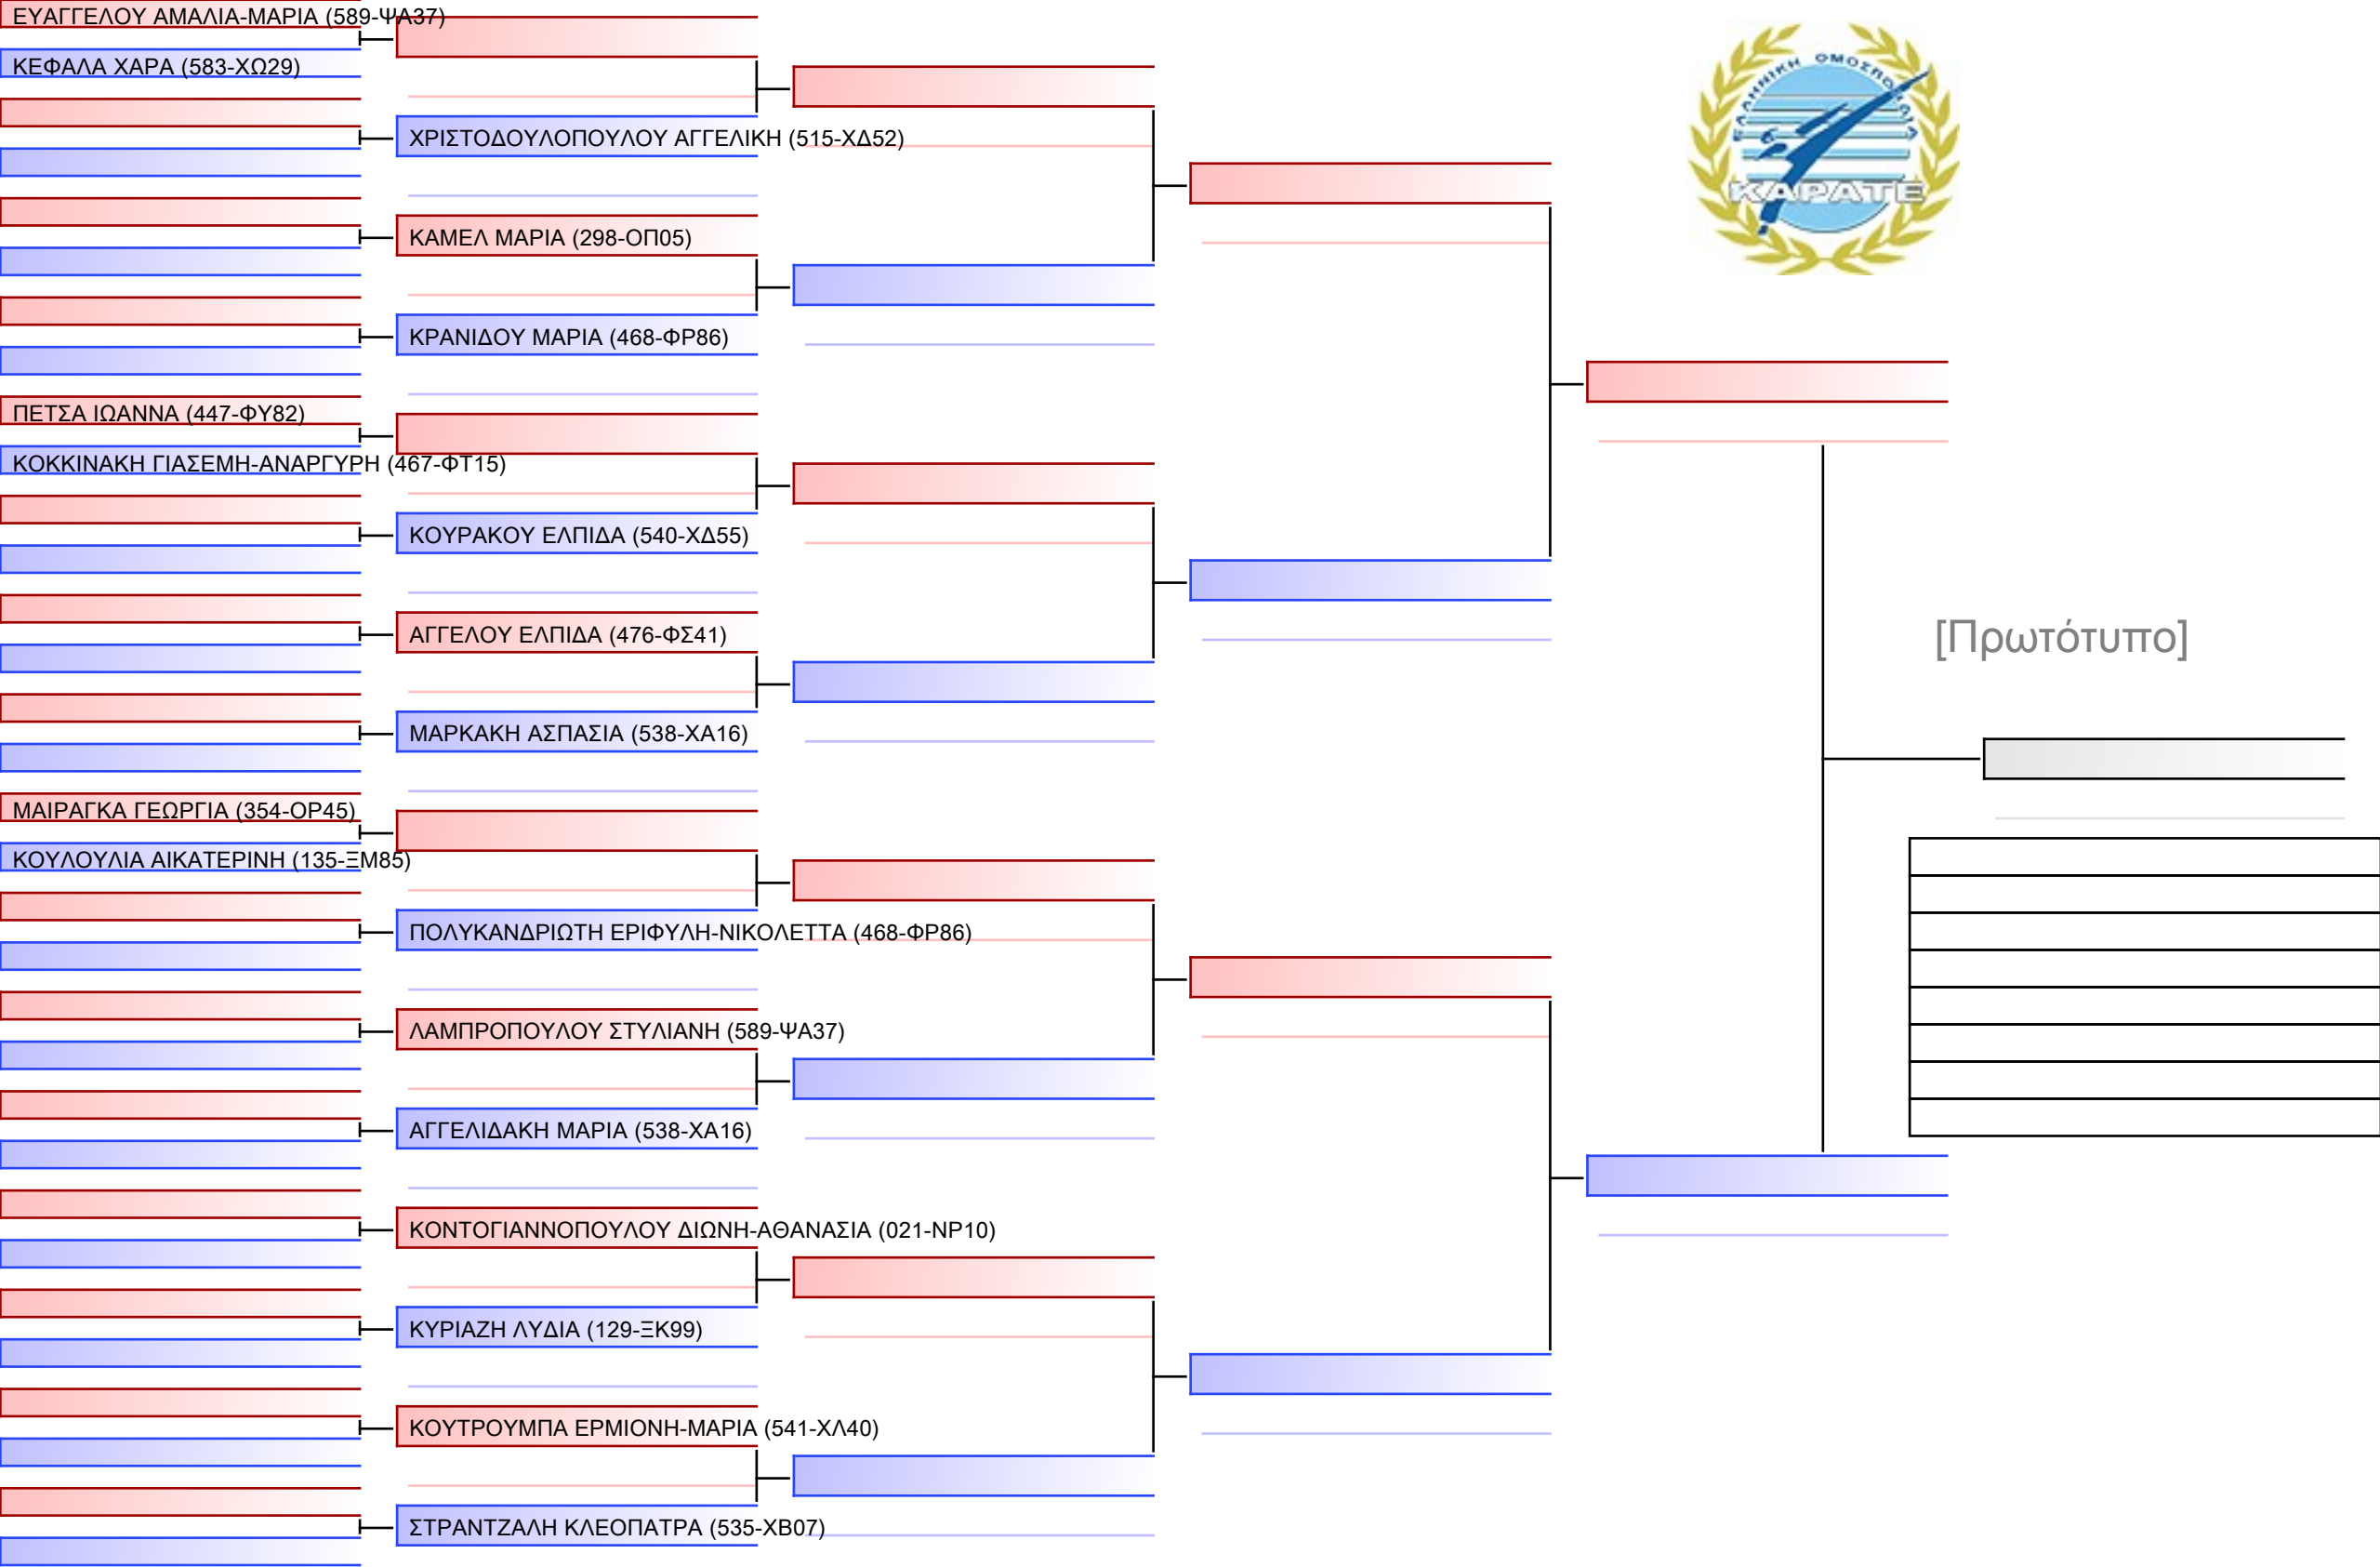 ΕΥΑΓΓΕΛΟΥ ΑΜΑΛΙΑ-ΜΑΡΙΑ (589-ΨΑ37)
ΚΕΦΑΛΑ ΧΑΡΑ (583-ΧΩ29)
ΧΡΙΣΤΟΔΟΥΛΟΠΟΥΛΟΥ ΑΓΓΕΛΙΚΗ (515-ΧΔ52)
ΕΛΛΗΝΙΚΗ ΟΜΟΣΠΟΝΔΙΑ
ΚΑΡΑΤΕ
ΚΑΜΕΛ ΜΑΡΙΑ (298-ΟΠ05)
ΚΡΑΝΙΔΟΥ ΜΑΡΙΑ (468-ΦΡ86)
ΠΕΤΣΑ ΙΩΑΝΝΑ (447-ΦΥ82)
ΚΟΚΚΙΝΑΚΗ ΓΙΑΣΕΜΗ-ΑΝΑΡΓΥΡΗ (467-ΦΤ15)
ΚΟΥΡΑΚΟΥ ΕΛΠΙΔΑ (540-ΧΔ55)
ΑΓΓΕΛΟΥ ΕΛΠΙΔΑ (476-ΦΣ41)
[Πρωτότυπο]
ΜΑΡΚΑΚΗ ΑΣΠΑΣΙΑ (538-ΧΑ16)
ΜΑΙΡΑΓΚΑ ΓΕΩΡΓΙΑ (354-ΟΡ45)
ΚΟΥΛΟΥΛΙΑ ΑΙΚΑΤΕΡΙΝΗ (135-ΞΜ85)
ΠΟΛΥΚΑΝΔΡΙΩΤΗ ΕΡΙΦΥΛΗ-ΝΙΚΟΛΕΤΤΑ (468-ΦΡ86)
ΛΑΜΠΡΟΠΟΥΛΟΥ ΣΤΥΛΙΑΝΗ (589-ΨΑ37)
ΑΓΓΕΛΙΔΑΚΗ ΜΑΡΙΑ (538-ΧΑ16)
ΚΟΝΤΟΓΙΑΝΝΟΠΟΥΛΟΥ ΔΙΩΝΗ-ΑΘΑΝΑΣΙΑ (021-ΝΡ10)
ΚΥΡΙΑΖΗ ΛΥΔΙΑ (129-ΞΚ99)
ΚΟΥΤΡΟΥΜΠΑ ΕΡΜΙΟΝΗ-ΜΑΡΙΑ (541-ΧΛ40)
ΣΤΡΑΝΤΖΑΛΗ ΚΛΕΟΠΑΤΡΑ (535-ΧΒ07)